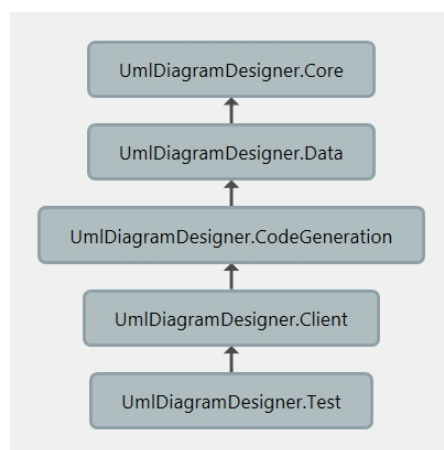 UmlDiagramDesigner.Core
UmlDiagramDesigner.Data
UmlDiagramDesigner.CodeGeneration
UmlDiagramDesigner.Client
UmlDiagramDesigner.Test